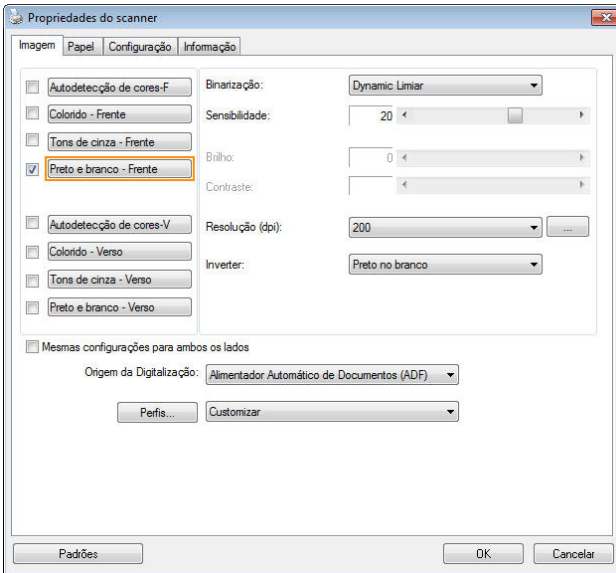 Propriedades do scanner
Imagem Papel Configuração Informação
Autodetecção de cores-F
Colorido - Frente
Tons de cinza - Frente
Preto e branco - Frente
Autodetecção de cores-V
Colorido - Verso
Tons de cinza - Verso
Preto e branco - Verso
Binarização: Dynamic Limiar
Sensibilidade: 20
Brilho: 0
Contraste:
Resolução (dpi): 200 ...
Inverter: Preto no branco
Mesmas configurações para ambos os lados
Origem da Digitalização: Alimentador Automático de Documentos (ADF)
Perfis... Customizar
Padrões OK Cancelar